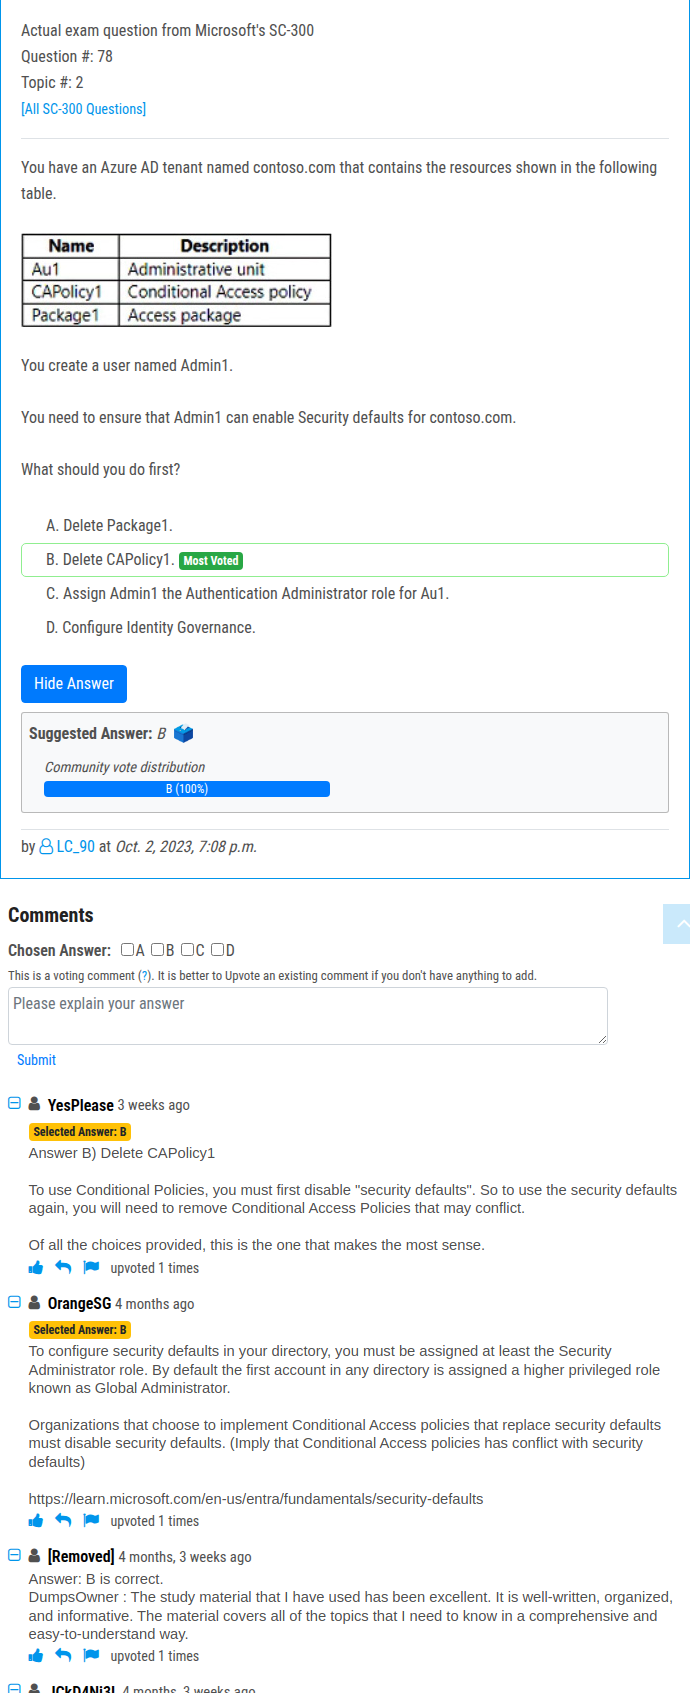 Actual exam question from Microsoft's SC-300
Question #: 78
Topic #: 2
[All SC-300 Questions]
You have an Azure AD tenant named contoso.com that contains the resources shown in the following
table.
Name Description
Au1 Administrative unit
CAPolicy1 Conditional Access policy
Package1 Access package
You create a user named Admin1.
You need to ensure that Admin1 can enable Security defaults for contoso.com.
What should you do first?
A. Delete Package1.
B. Delete CAPolicy1. Most Voted
C. Assign Admin1 the Authentication Administrator role for Au1.
D. Configure Identity Governance.
Hide Answer
Suggested Answer: B
Community vote distribution
B (100%)
by LC_90 at Oct. 2, 2023, 7:08 p.m.
Comments
Chosen Answer: A B C D
This is a voting comment (?). It is better to Upvote an existing comment if you don't have anything to add.
Please explain your answer
Submit
YesPlease 3 weeks ago
Selected Answer: B
Answer B) Delete CAPolicy1
To use Conditional Policies, you must first disable "security defaults". So to use the security defaults
again, you will need to remove Conditional Access Policies that may conflict.
Of all the choices provided, this is the one that makes the most sense.
upvoted 1 times
OrangeSG 4 months ago
Selected Answer: B
To configure security defaults in your directory, you must be assigned at least the Security
Administrator role. By default the first account in any directory is assigned a higher privileged role
known as Global Administrator.
Organizations that choose to implement Conditional Access policies that replace security defaults
must disable security defaults. (Imply that Conditional Access policies has conflict with security
defaults)
https://learn.microsoft.com/en-us/entra/fundamentals/security-defaults
upvoted 1 times
[Removed] 4 months, 3 weeks ago
Answer: B is correct.
DumpsOwner : The study material that I have used has been excellent. It is well-written, organized,
and informative. The material covers all of the topics that I need to know in a comprehensive and
easy-to-understand way.
upvoted 1 times
4 months, 3 weeks ago